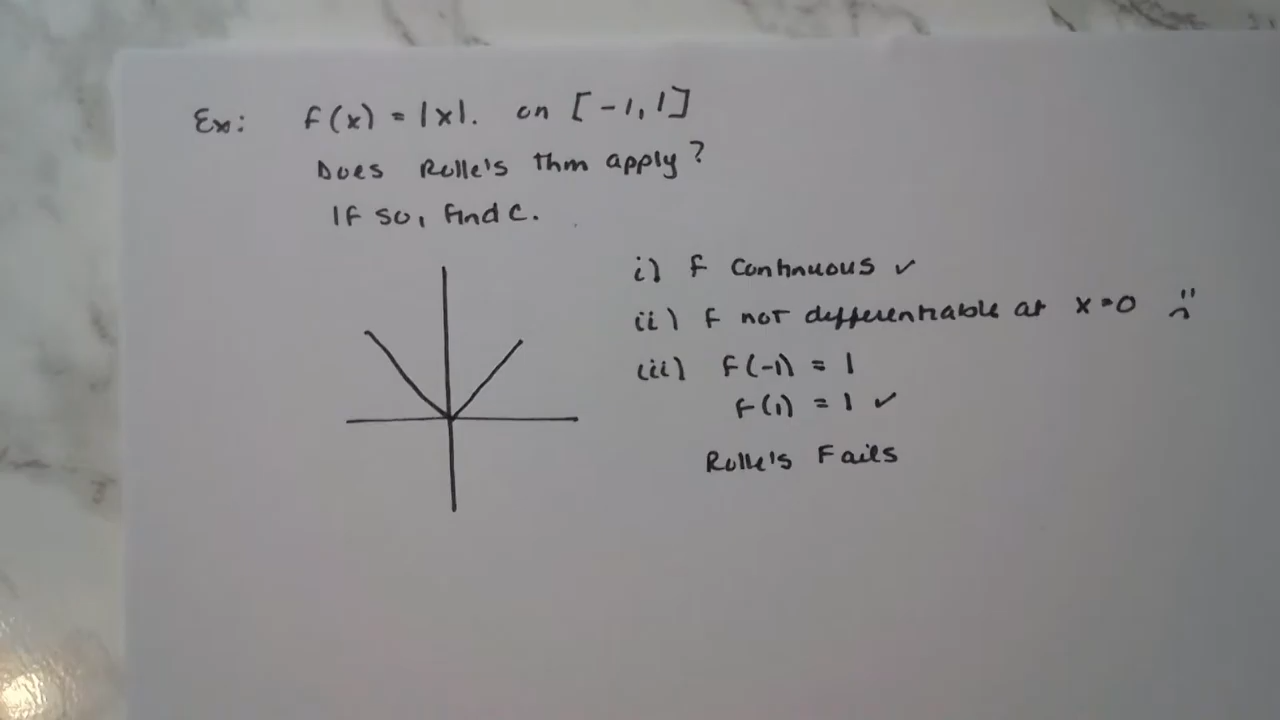 Ex: f(x) = |x|. on [-1, 1]
Does Rolle's thm apply?
If so, find c.
i) f continuous ✓
ii) f not differentiable at x=0 ☹
iii) f(-1) = 1
f(1) = 1 ✓
Rolle's Fails